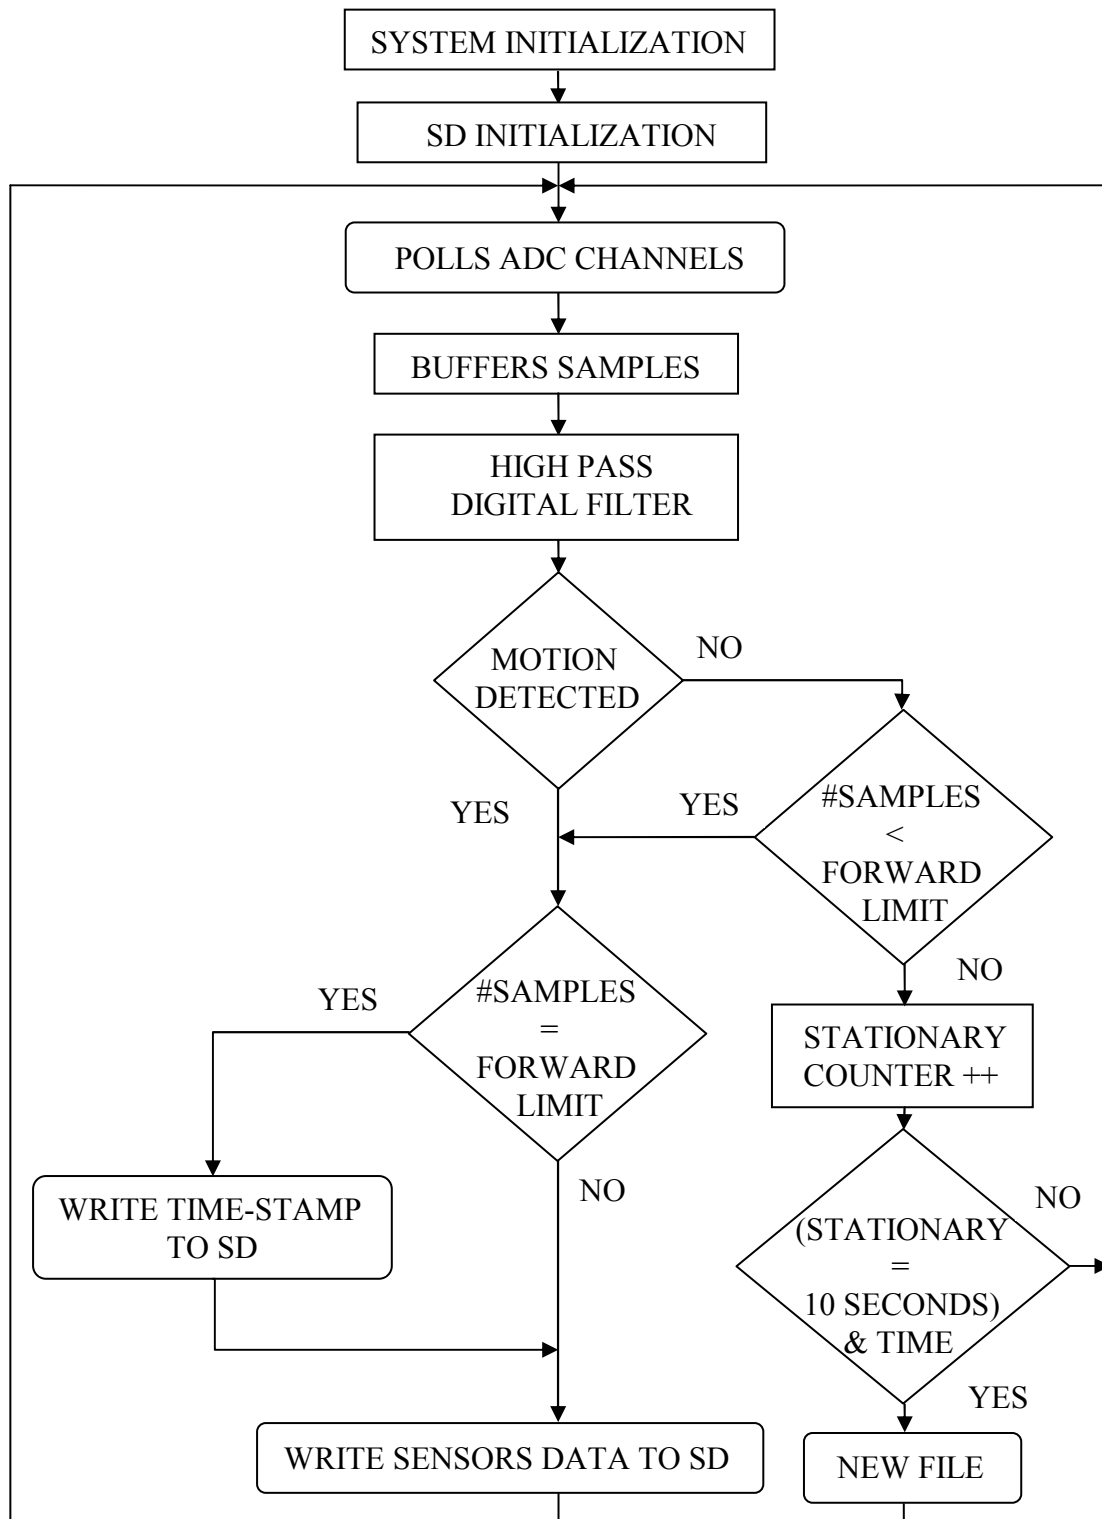 SYSTEM INITIALIZATION
SD INITIALIZATION
POLLS ADC CHANNELS
BUFFERS SAMPLES
HIGH PASS
DIGITAL FILTER
MOTION
DETECTED
NO
YES
#SAMPLES
<
FORWARD
LIMIT
YES
NO
#SAMPLES
=
FORWARD
LIMIT
YES
NO
STATIONARY
COUNTER ++
WRITE TIME-STAMP
TO SD
(STATIONARY
=
10 SECONDS)
& TIME
NO
YES
WRITE SENSORS DATA TO SD
NEW FILE